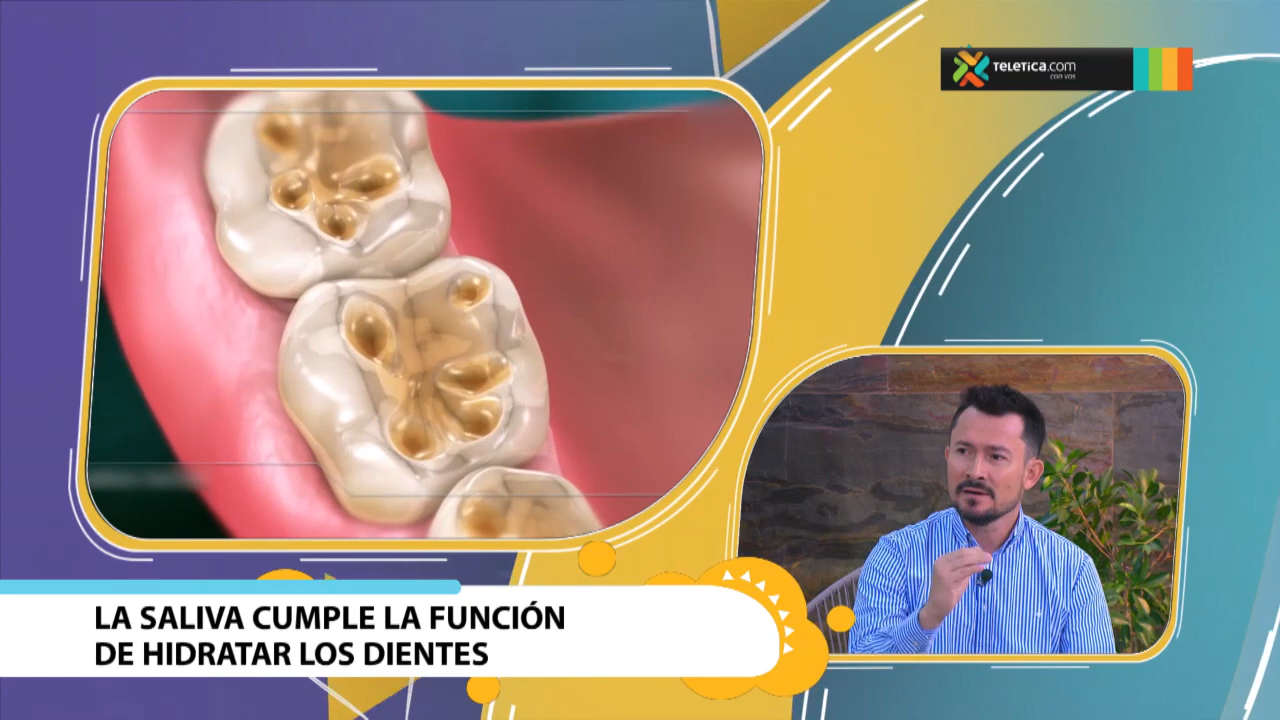 TELETICA.com
con vos
LA SALIVA CUMPLE LA FUNCIÓN
DE HIDRATAR LOS DIENTES